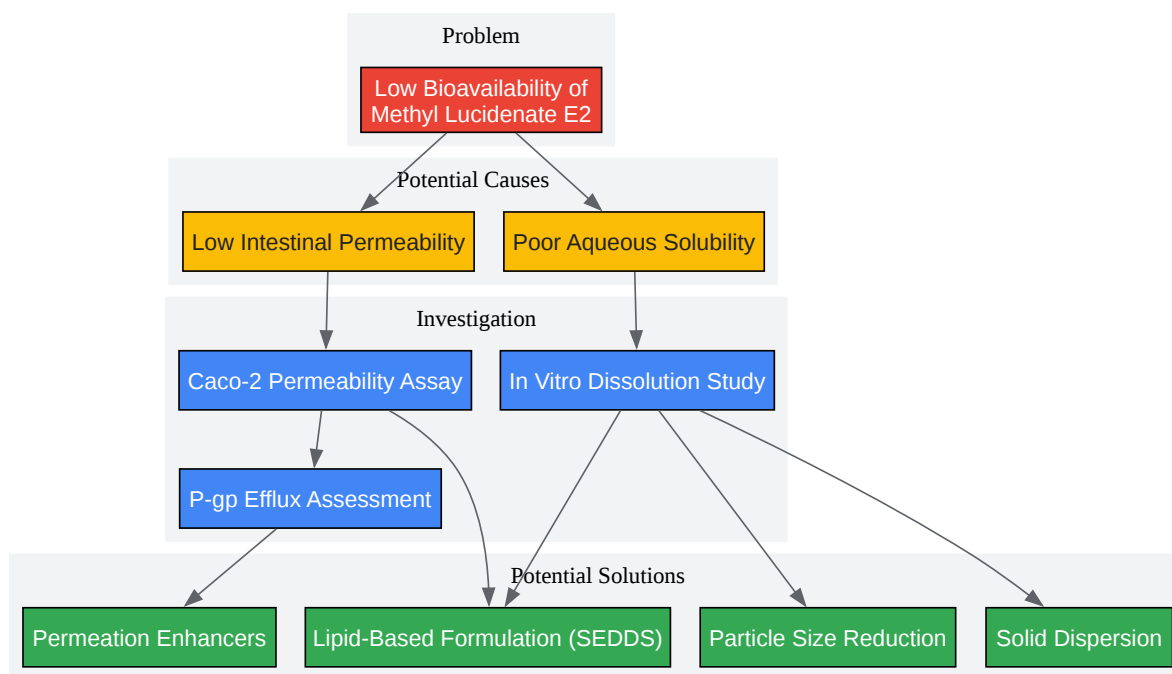 Problem
Low Bioavailability of
Methyl Lucidenate E2
Potential Causes
Low Intestinal Permeability
Poor Aqueous Solubility
Investigation
Caco-2 Permeability Assay
In Vitro Dissolution Study
P-gp Efflux Assessment
Potential Solutions
Permeation Enhancers
Lipid-Based Formulation (SEDDS)
Particle Size Reduction
Solid Dispersion